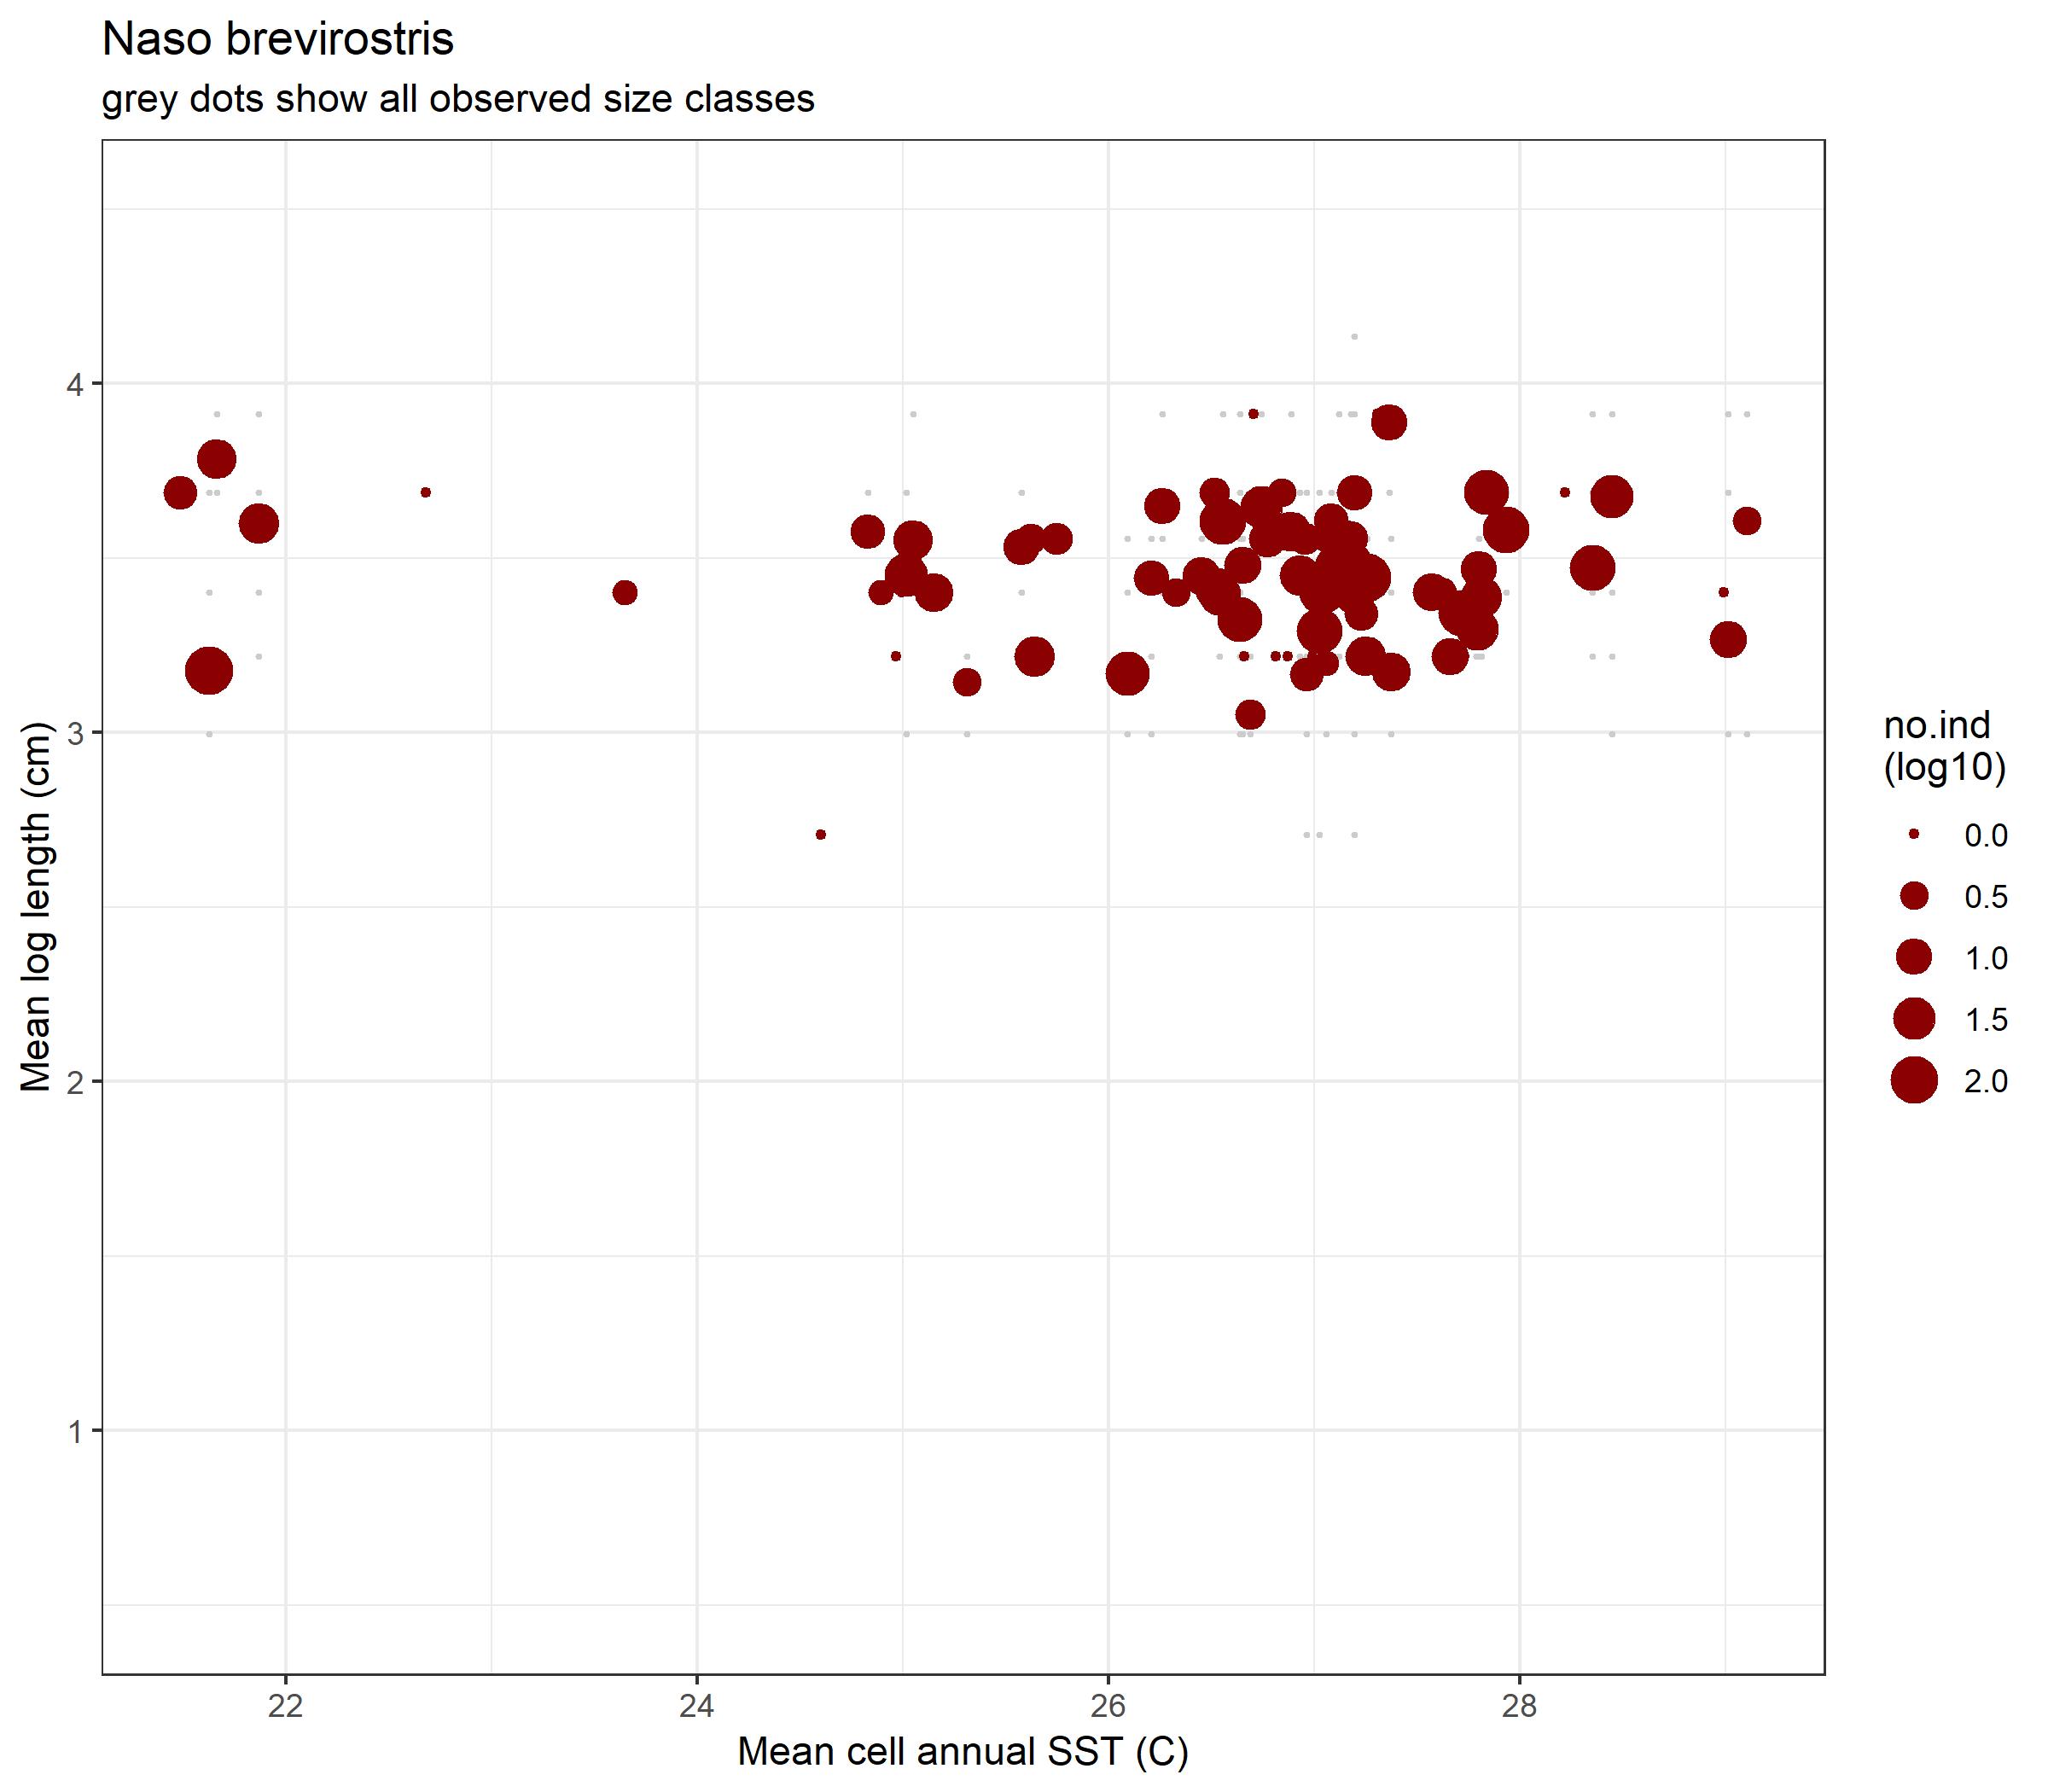 Naso brevirostris
grey dots show all observed size classes
Mean log length (cm)
4
3
2
1
22
24
26
28
Mean cell annual SST (C)
no.ind
(log10)
0.0
0.5
1.0
1.5
2.0